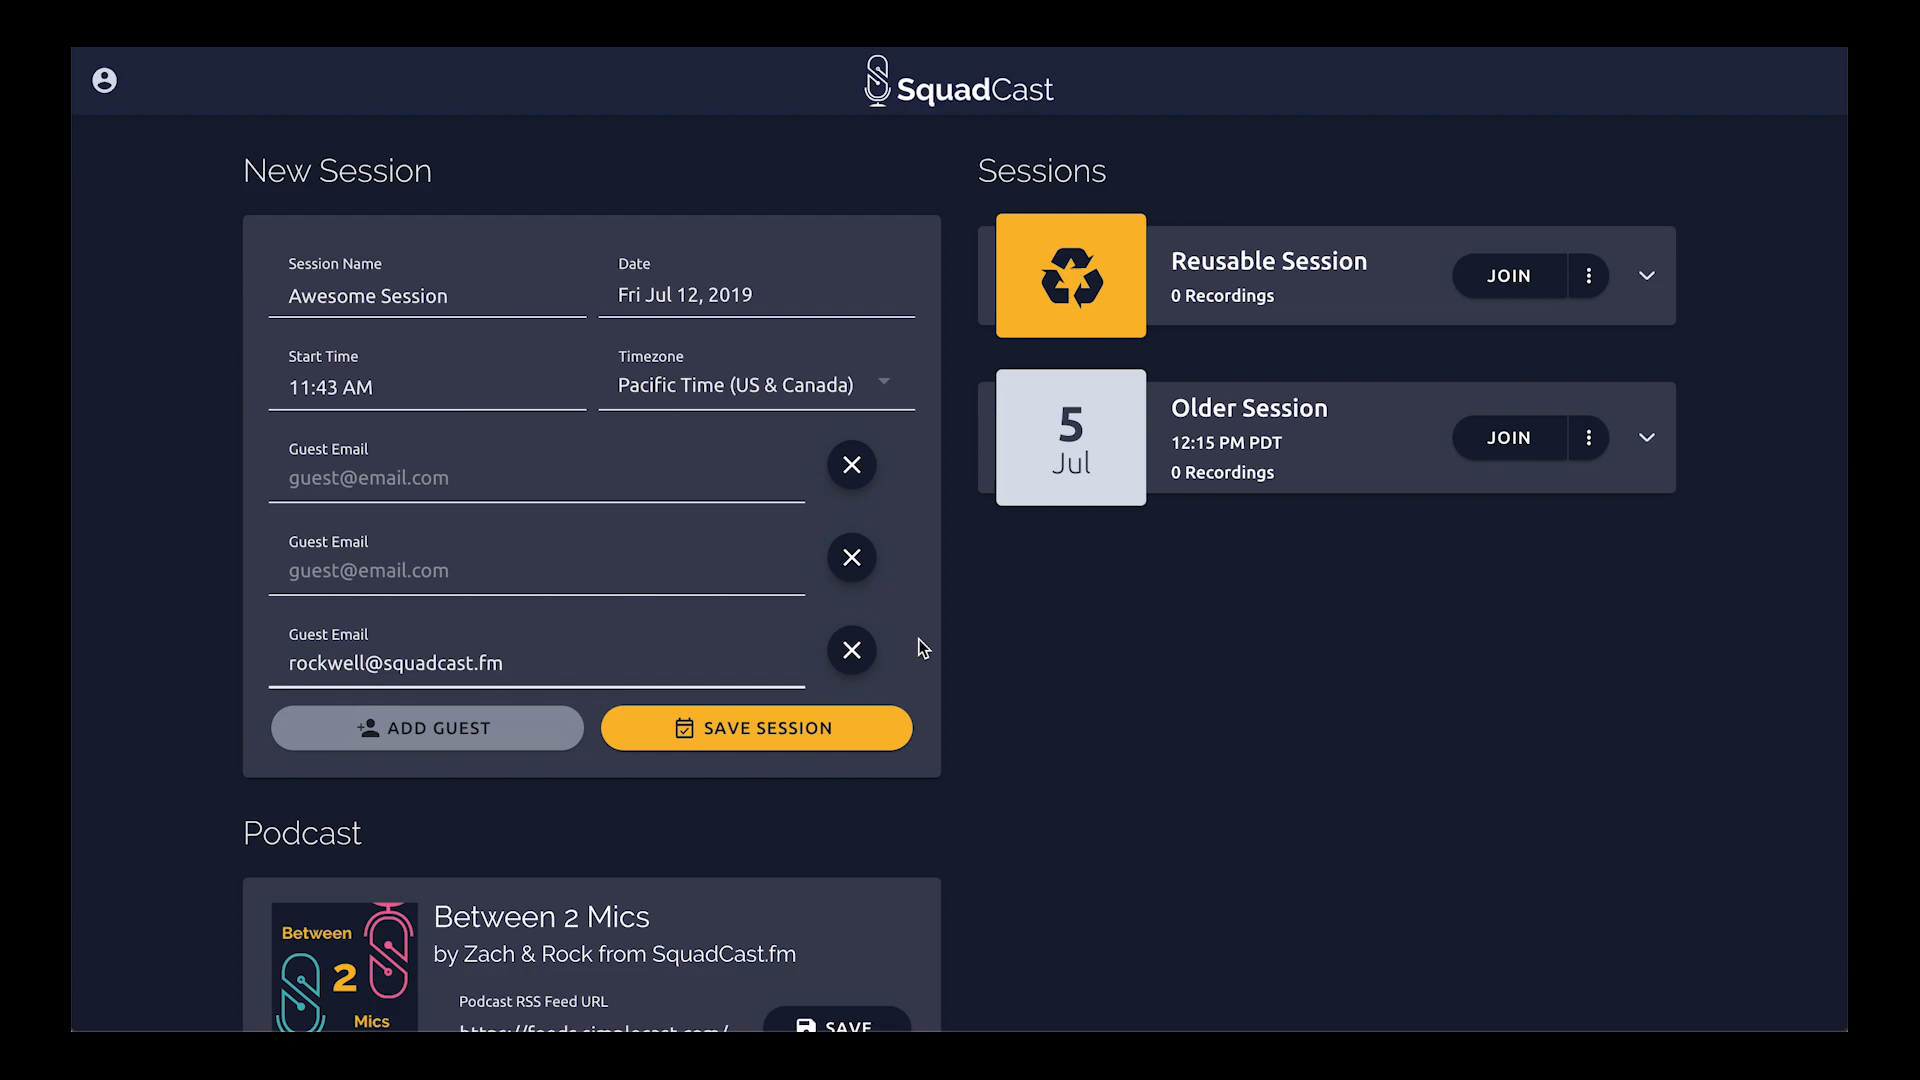 SquadCast
New Session
Session Name
Awesome Session
Date
Fri Jul 12, 2019
Start Time
11:43 AM
Timezone
Pacific Time (US & Canada)
Guest Email
guest@email.com
Guest Email
guest@email.com
Guest Email
rockwell@squadcast.fm
ADD GUEST
SAVE SESSION
Sessions
Reusable Session
0 Recordings
JOIN
5
Jul
Older Session
12:15 PM PDT
0 Recordings
JOIN
Podcast
Between
2
Mics
Between 2 Mics
by Zach & Rock from SquadCast.fm
Podcast RSS Feed URL
https://feeds.simplecast.com/
SAVE